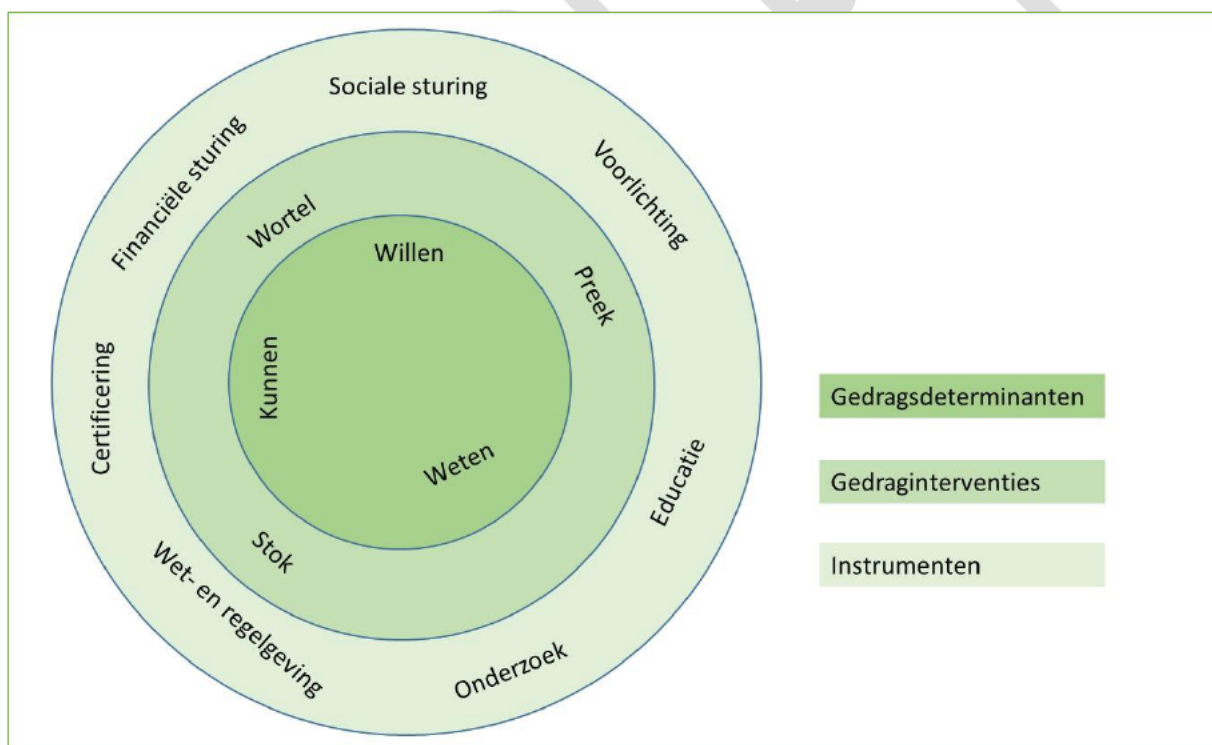 Sociale sturing
Financiële sturing
Voorlichting
Wortel
Willen
Preek
Kunnen
Certificering
Weten
Educatie
Stok
Wet- en regelgeving
Onderzoek
Gedragsdeterminanten
Gedraginterventies
Instrumenten